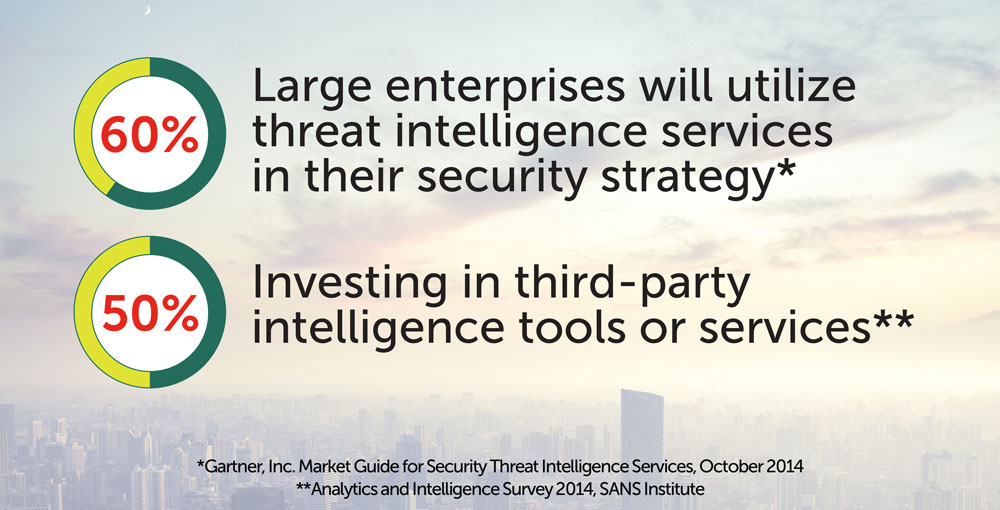 60%
Large enterprises will utilize
threat intelligence services
in their security strategy*
50%
Investing in third-party
intelligence tools or services**
*Gartner, Inc. Market Guide for Security Threat Intelligence Services, October 2014
**Analytics and Intelligence Survey 2014, SANS Institute